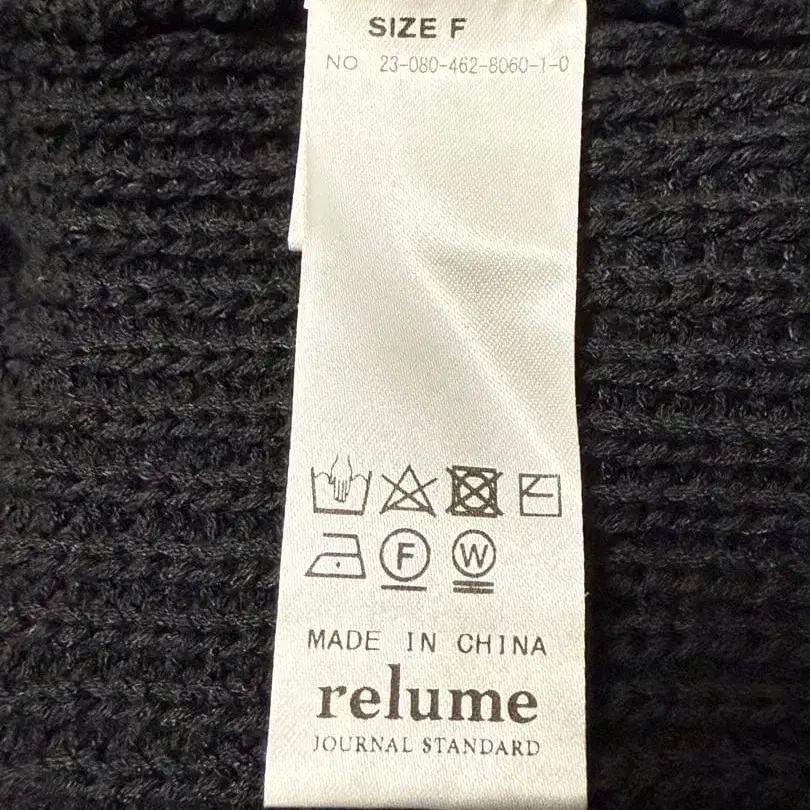 SIZE F
NO 23-080-462-8060-1-0
F W
MADE IN CHINA
relume
JOURNAL STANDARD